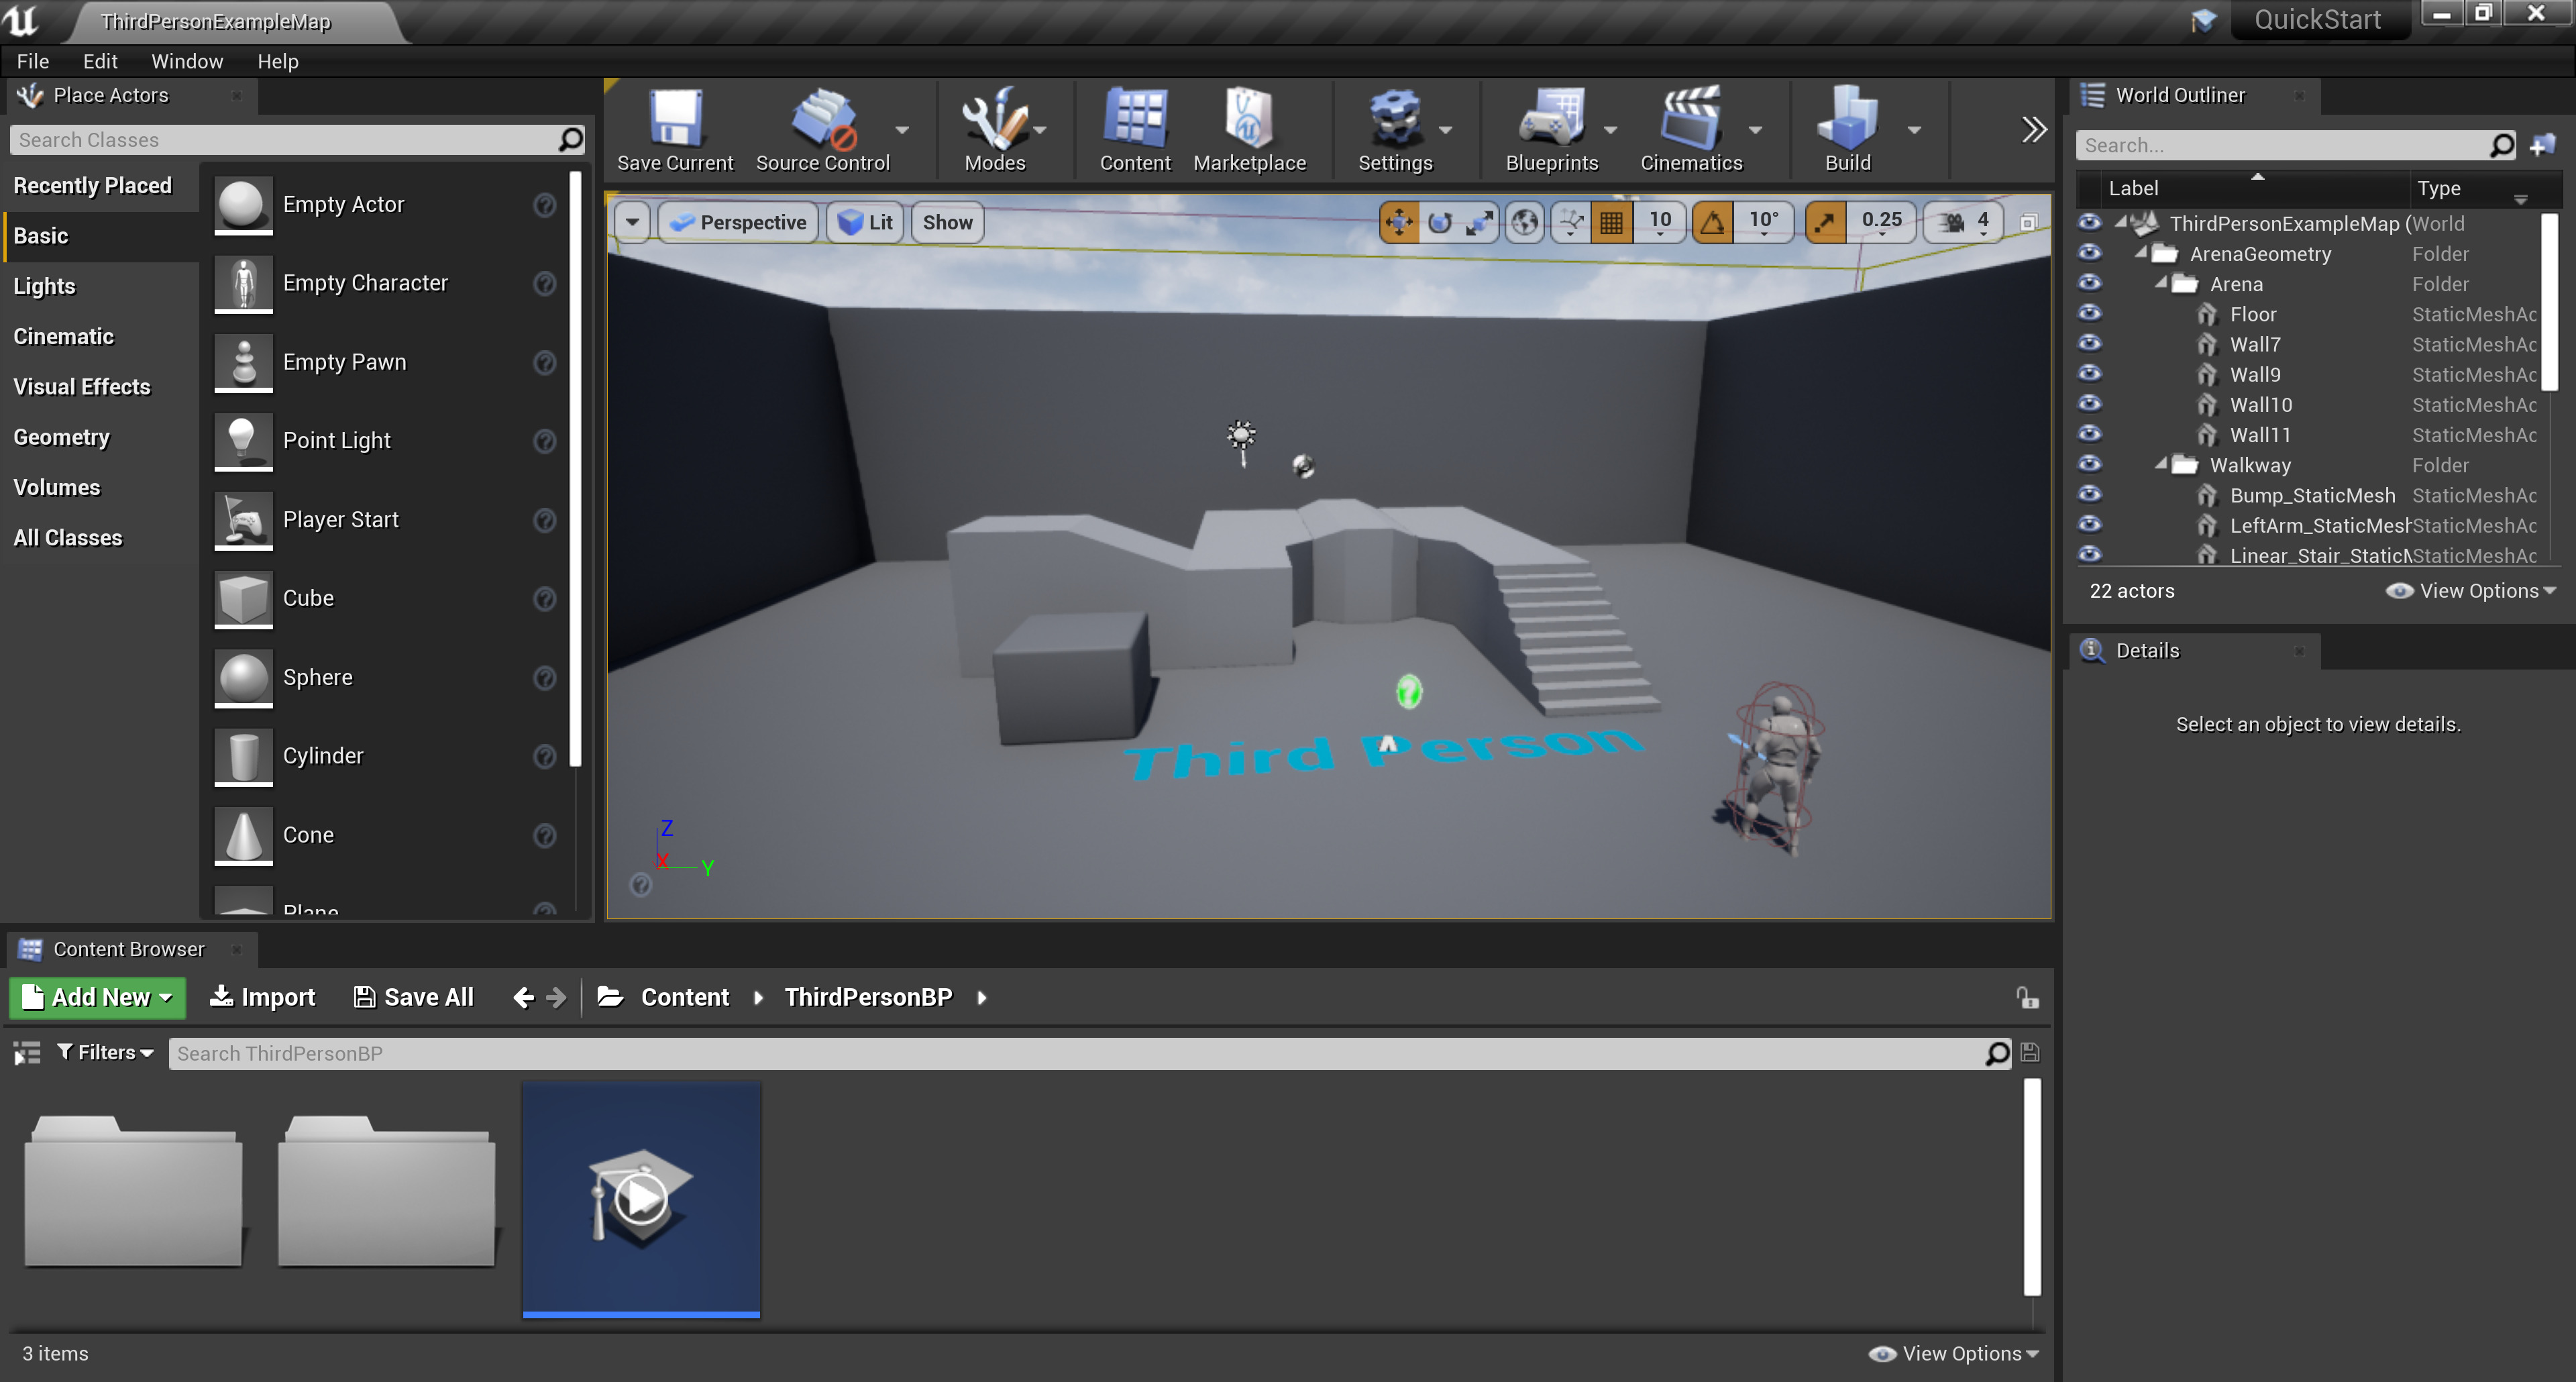 ThirdPersonExampleMap
QuickStart
File Edit Window Help
Place Actors
Search Classes
Recently Placed
Basic
Lights
Cinematic
Visual Effects
Geometry
Volumes
All Classes
Empty Actor
Empty Character
Empty Pawn
Point Light
Player Start
Cube
Sphere
Cylinder
Cone
Plane
Save Current Source Control Modes Content Marketplace Settings Blueprints Cinematics Build
Perspective Lit Show 10 10° 0.25 4
Third Person
Z
X
Y
World Outliner
Search...
Label Type
ThirdPersonExampleMap (World
ArenaGeometry Folder
Arena Folder
Floor StaticMeshAc
Wall7 StaticMeshAc
Wall9 StaticMeshAc
Wall10 StaticMeshAc
Wall11 StaticMeshAc
Walkway Folder
Bump_StaticMesh StaticMeshAc
LeftArm_StaticMesh StaticMeshAc
Linear_Stair_StaticM StaticMeshAc
22 actors View Options
Details
Select an object to view details.
Content Browser
Add New Import Save All Content ThirdPersonBP
Filters Search ThirdPersonBP
3 items View Options